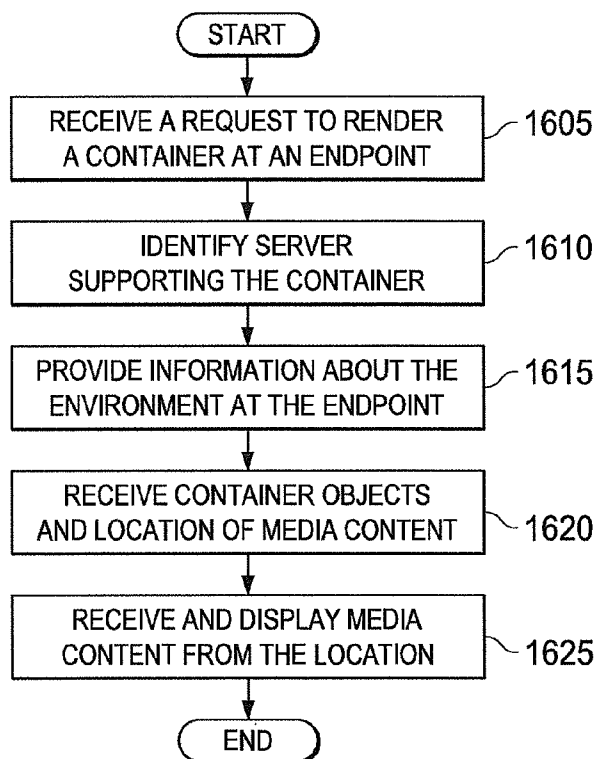 START
RECEIVE A REQUEST TO RENDER
A CONTAINER AT AN ENDPOINT
1605
IDENTIFY SERVER
SUPPORTING THE CONTAINER
1610
PROVIDE INFORMATION ABOUT THE
ENVIRONMENT AT THE ENDPOINT
1615
RECEIVE CONTAINER OBJECTS
AND LOCATION OF MEDIA CONTENT
1620
RECEIVE AND DISPLAY MEDIA
CONTENT FROM THE LOCATION
1625
END